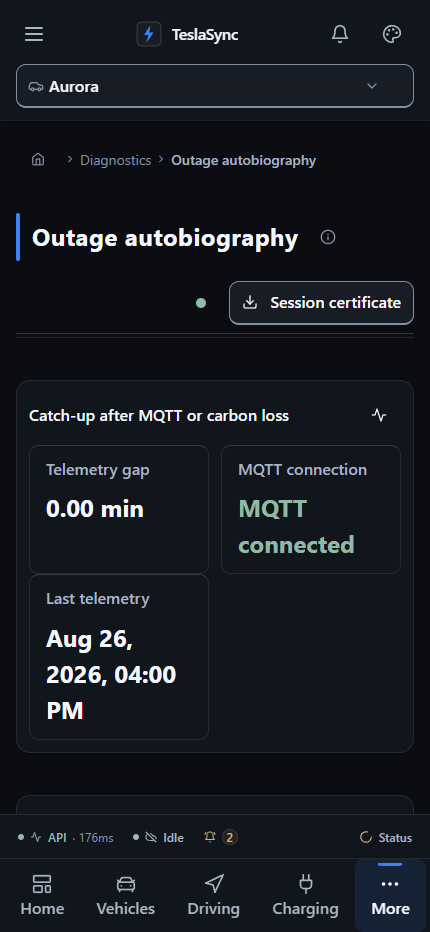 TeslaSync
Aurora
Diagnostics
Outage autobiography
Outage autobiography
Session certificate
Catch-up after MQTT or carbon loss
Telemetry gap
0.00 min
MQTT connection
MQTT
connected
Last telemetry
Aug 26,
2026, 04:00
PM
API · 176ms
Idle
2
Status
Home
Vehicles
Driving
Charging
More